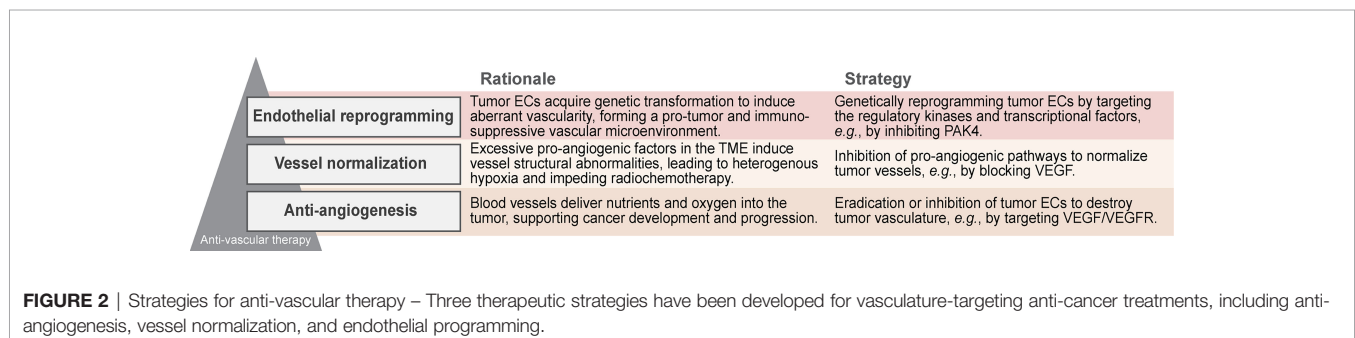 Rationale
Strategy
Endothelial reprogramming
Tumor ECs acquire genetic transformation to induce
aberrant vascularity, forming a pro-tumor and immuno-
suppressive vascular microenvironment.
Genetically reprogramming tumor ECs by targeting
the regulatory kinases and transcriptional factors,
e.g., by inhibiting PAK4.
Vessel normalization
Excessive pro-angiogenic factors in the TME induce
vessel structural abnormalities, leading to heterogenous
hypoxia and impeding radiochemotherapy.
Inhibition of pro-angiogenic pathways to normalize
tumor vessels, e.g., by blocking VEGF.
Anti-angiogenesis
Blood vessels deliver nutrients and oxygen into the
tumor, supporting cancer development and progression.
Eradication or inhibition of tumor ECs to destroy
tumor vasculature, e.g., by targeting VEGF/VEGFR.
Anti-vascular therapy
FIGURE 2 | Strategies for anti-vascular therapy – Three therapeutic strategies have been developed for vasculature-targeting anti-cancer treatments, including anti-
angiogenesis, vessel normalization, and endothelial programming.